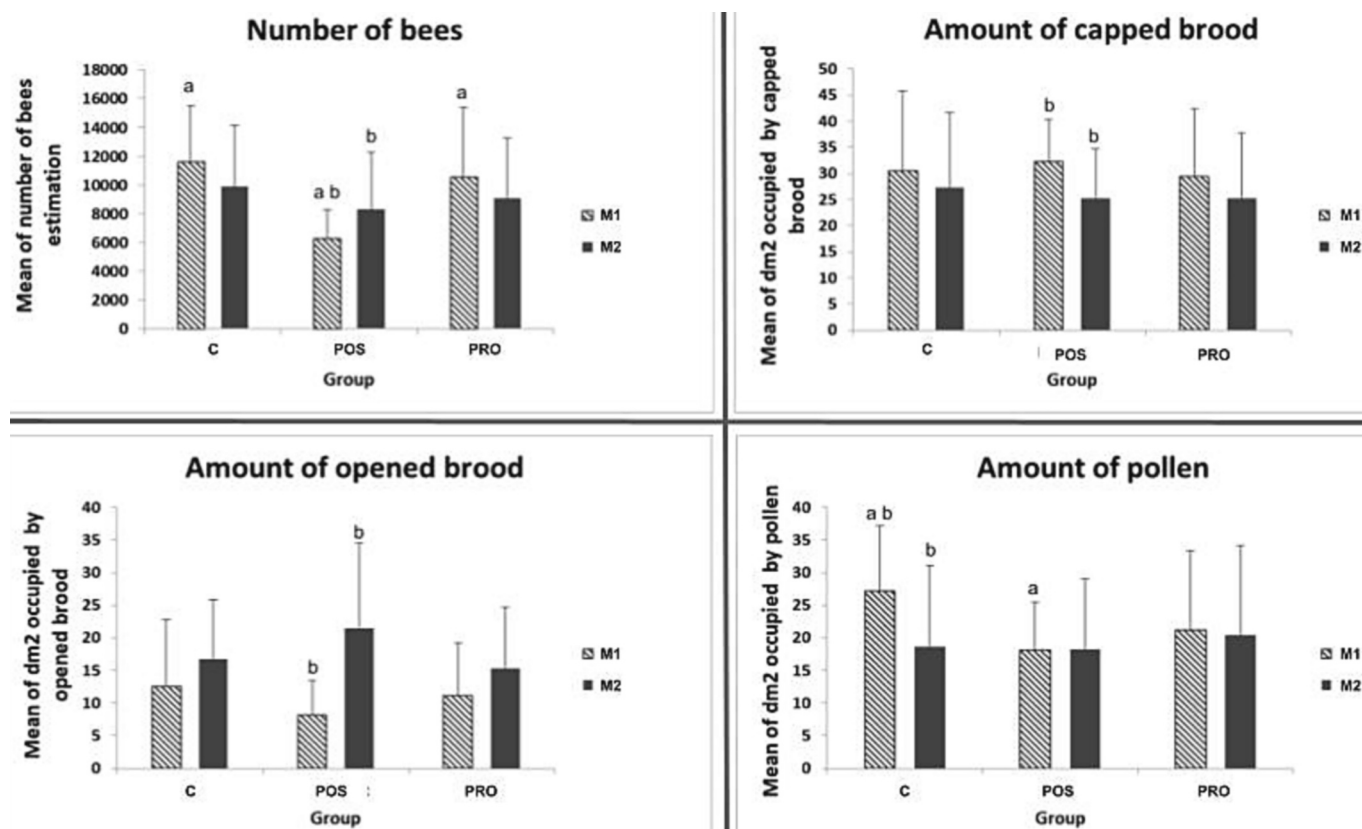 Number of bees
Mean of number of bees
estimation
18000
16000
14000
12000
10000
8000
6000
4000
2000
0
a
a b
b
a
C POS PRO
Group
M1
M2
Amount of capped brood
Mean of dm2 occupied by capped
brood
50
45
40
35
30
25
20
15
10
5
0
b
b
C POS PRO
Group
M1
M2
Amount of opened brood
Mean of dm2 occupied by
opened brood
40
35
30
25
20
15
10
5
0
b
b
C POS : PRO
Group
M1
M2
Amount of pollen
Mean of dm2 occupied by pollen
40
35
30
25
20
15
10
5
0
a b
b
a
C POS PRO
Group
M1
M2